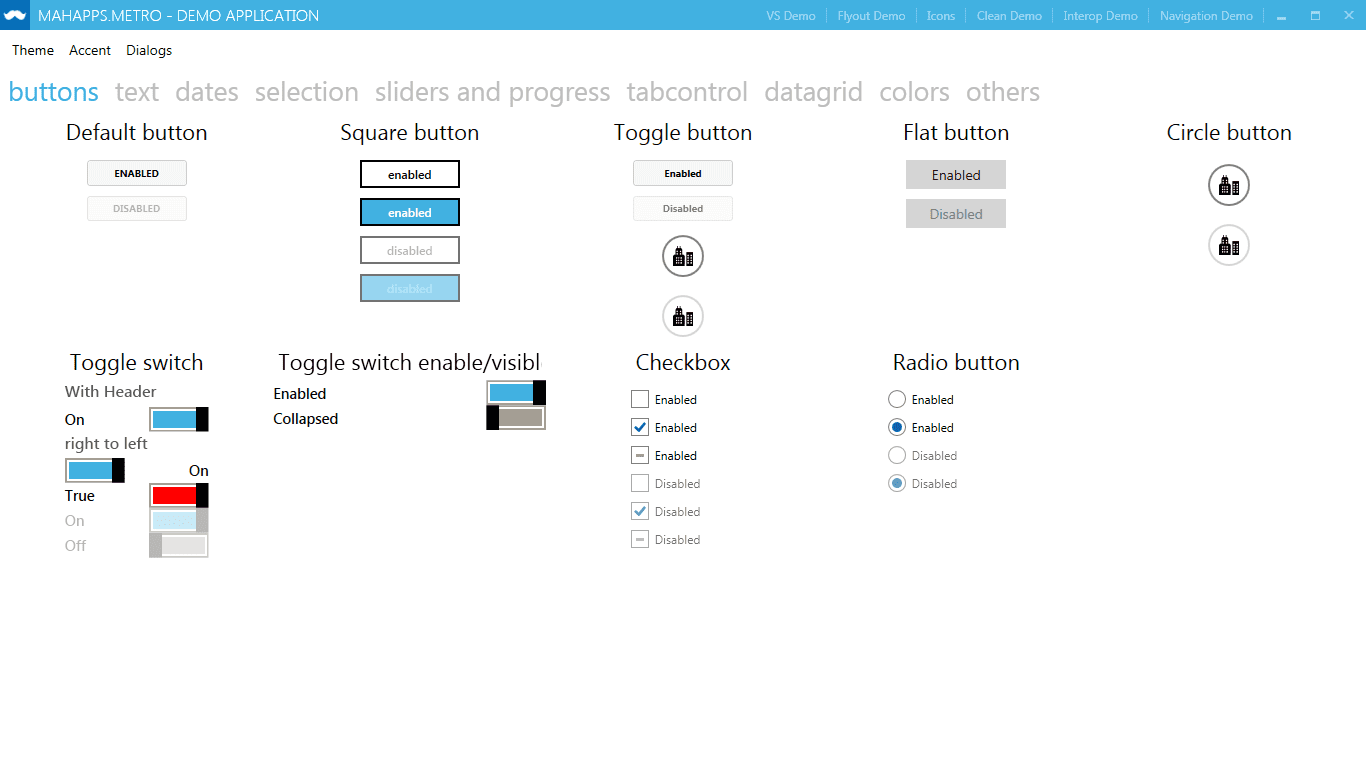 MAHAPPS.METRO - DEMO APPLICATION
VS Demo
Flyout Demo
Icons
Clean Demo
Interop Demo
Navigation Demo
Theme
Accent
Dialogs
buttons
text
dates
selection
sliders and progress
tabcontrol
datagrid
colors
others
Default button
ENABLED
DISABLED
Square button
enabled
enabled
disabled
disabled
Toggle button
Enabled
Disabled
Flat button
Enabled
Disabled
Circle button
Toggle switch
With Header
On
right to left
On
True
On
Off
Toggle switch enable/visibl
Enabled
Collapsed
Checkbox
Enabled
Enabled
Enabled
Disabled
Disabled
Disabled
Radio button
Enabled
Enabled
Disabled
Disabled